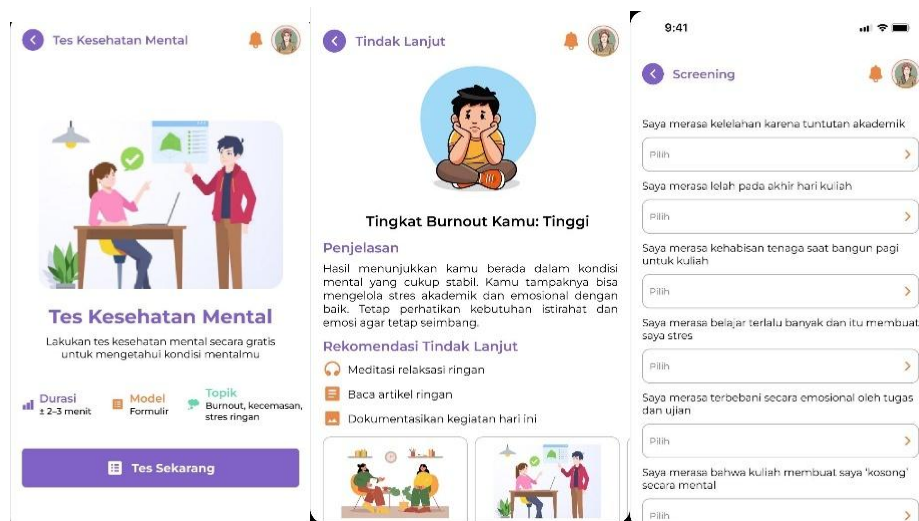 Tes Kesehatan Mental
Tes Kesehatan Mental
Lakukan tes kesehatan mental secara gratis
untuk mengetahui kondisi mentalmu
Durasi
± 2-3 menit
Model
Formulir
Topik
Burnout, kecemasan,
stres ringan
Tes Sekarang
Tindak Lanjut
Tingkat Burnout Kamu: Tinggi
Penjelasan
Hasil menunjukkan kamu berada dalam kondisi
mental yang cukup stabil. Kamu tampaknya bisa
mengelola stres akademik dan emosional dengan
baik. Tetap perhatikan kebutuhan istirahat dan
emosi agar tetap seimbang.
Rekomendasi Tindak Lanjut
Meditasi relaksasi ringan
Baca artikel ringan
Dokumentasikan kegiatan hari ini
9:41
Screening
Saya merasa kelelahan karena tuntutan akademik
Pilih
Saya merasa lelah pada akhir hari kuliah
Pilih
Saya merasa kehabisan tenaga saat bangun pagi
untuk kuliah
Pilih
Saya merasa belajar terlalu banyak dan itu membuat
saya stres
Pilih
Saya merasa terbebani secara emosional oleh tugas
dan ujian
Pilih
Saya merasa bahwa kuliah membuat saya 'kosong'
secara mental
Pilih